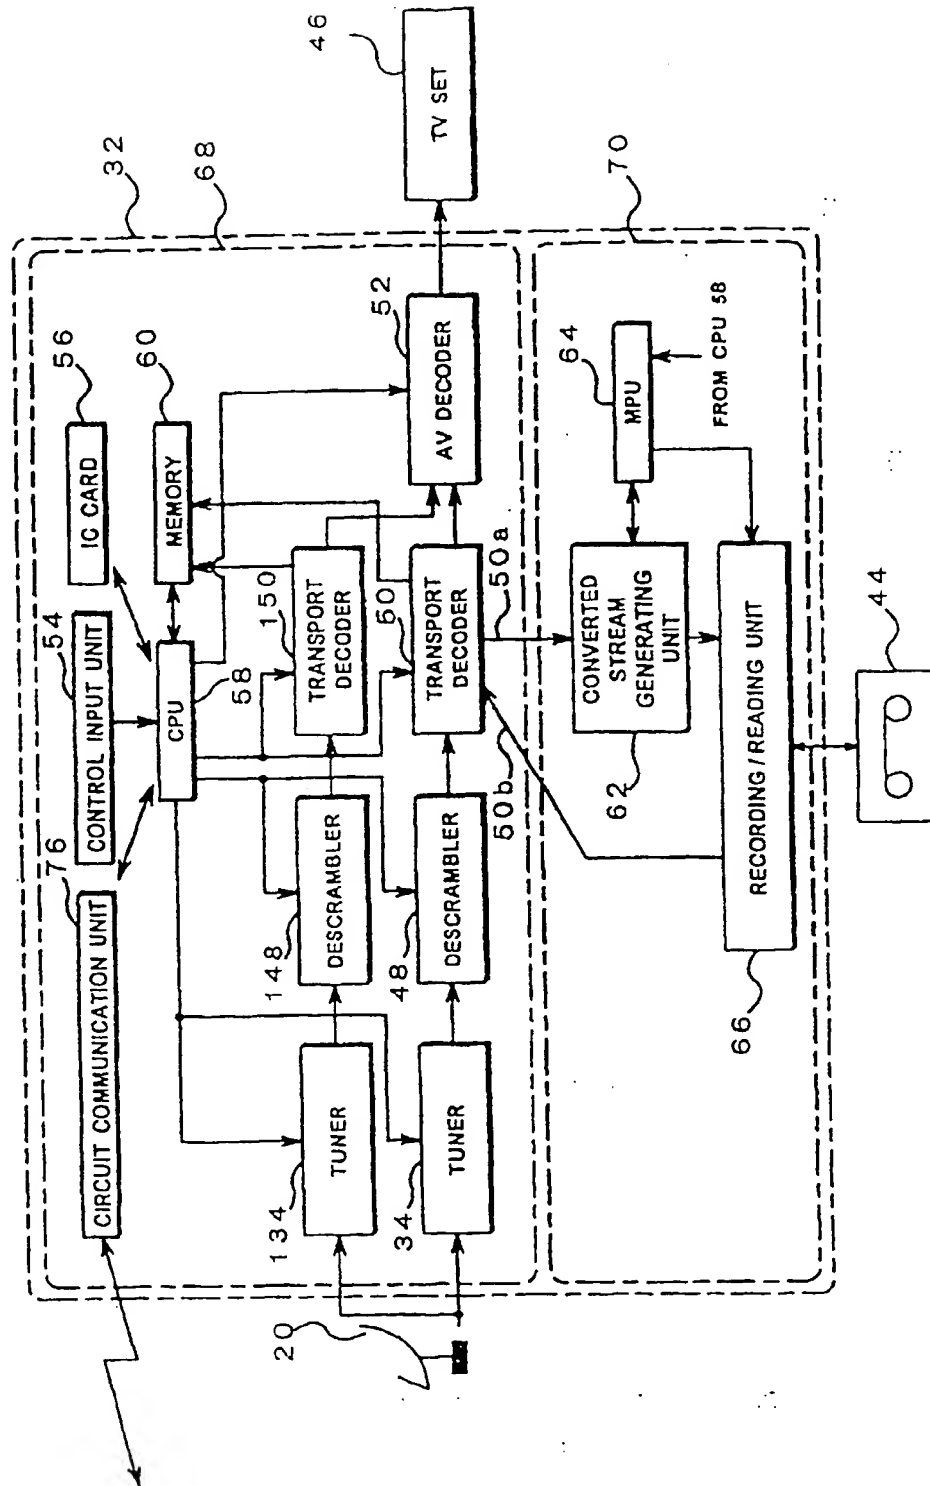 32
68
46
TV SET
76
CIRCUIT COMMUNICATION UNIT
54
CONTROL INPUT UNIT
56
IC CARD
60
MEMORY
CPU
58
52
AV DECODER
134
TUNER
148
DESCRAMBLER
150
TRANSPORT
DECODER
34
TUNER
48
DESCRAMBLER
50
TRANSPORT
DECODER
20
50a
50b
70
64
MPU
FROM CPU 58
CONVERTED
STREAM
GENERATING
UNIT
62
RECORDING/READING UNIT
66
44